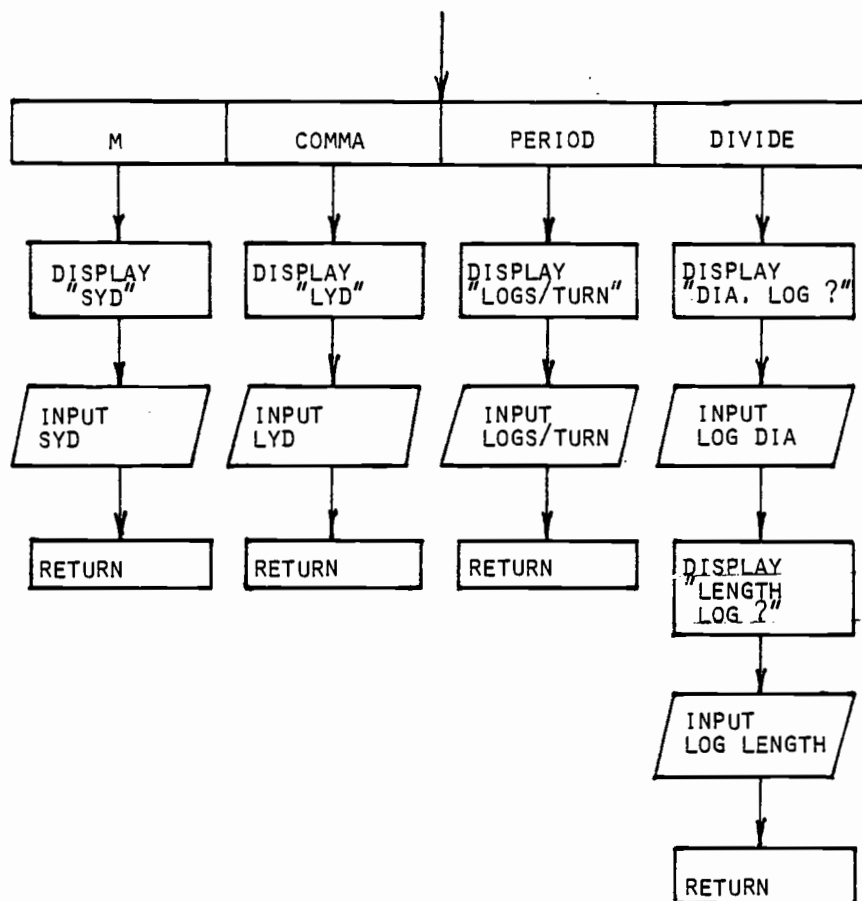 M
COMMA
PERIOD
DIVIDE
DISPLAY
"SYD"
DISPLAY
"LYD"
DISPLAY
"LOGS/TURN"
DISPLAY
"DIA. LOG ?"
INPUT
SYD
INPUT
LYD
INPUT
LOGS/TURN
INPUT
LOG DIA
RETURN
RETURN
RETURN
DISPLAY
"LENGTH
LOG ?"
INPUT
LOG LENGTH
RETURN